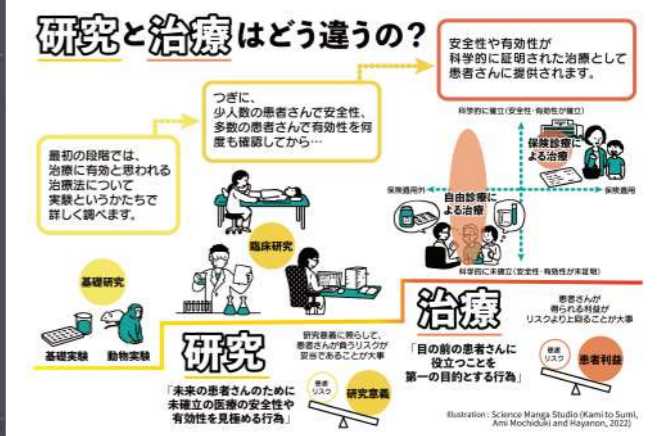 研究と治療はどう違うの？
最初の段階では、
治療に有効と思われる
治療法について
実験というかたちで
詳しく調べます。
つぎに、
少人数の患者さんで安全性、
多数の患者さんで有効性を何
度も確認してから…
安全性や有効性が
科学的に証明された治療として
患者さんに提供されます。
基礎研究
基礎実験 動物実験
臨床研究
科学的に確立(安全性・有効性が確立)
保険診療に
よる治療
保険適用外
保険適用
自由診療に
よる治療
科学的に未確立(安全性・有効性が未証明)
研究
研究意義に照らして、
患者さんが負うリスクが
妥当であることが大事
「未来の患者さんのために
未確立の医療の安全性や
有効性を見極める行為」
患者
リスク
研究意義
治療
患者さんが
得られる利益が
リスクより上回ることが大事
「目の前の患者さんに
役立つことを
第一の目的とする行為」
患者
リスク
患者利益
Illustration : Science Manga Studio (Kami to Sumi,
Ami Mochiduki and Hayanon, 2022)